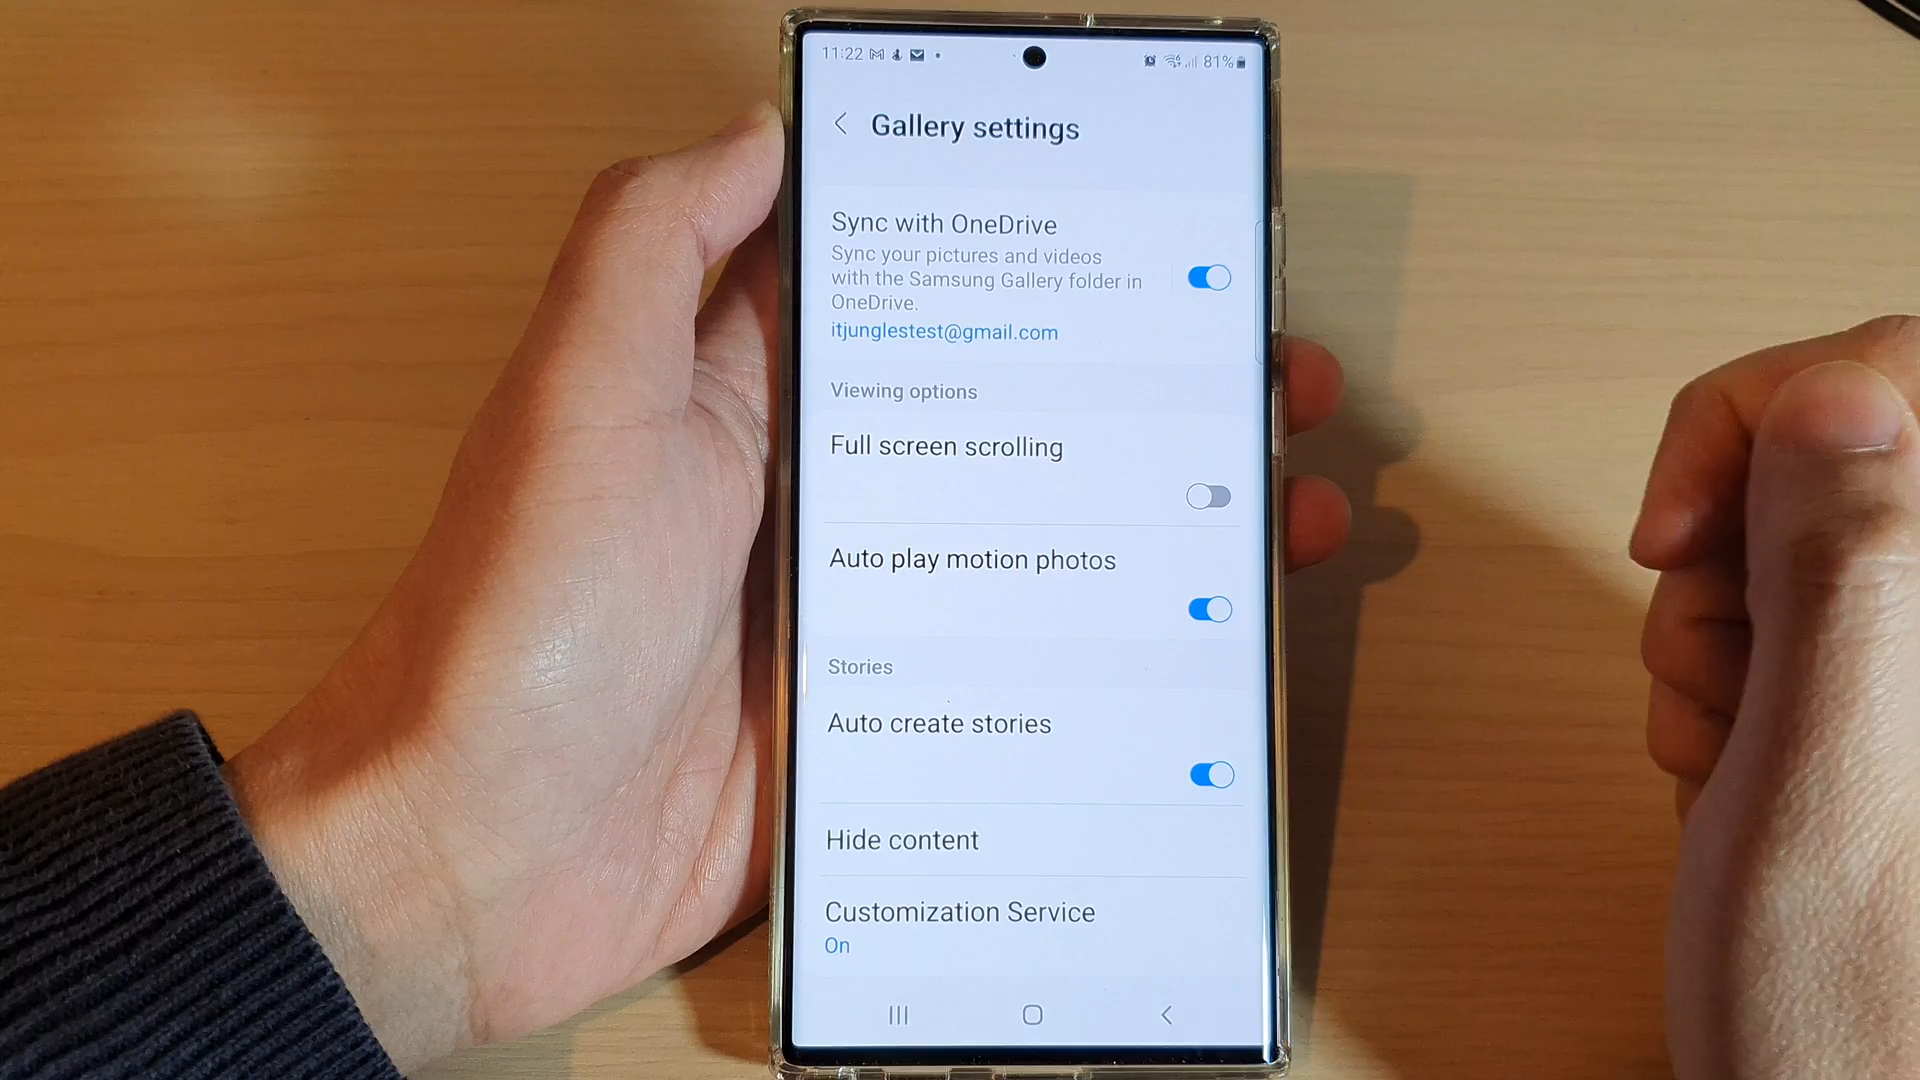 11:22
81%
Gallery settings
Sync with OneDrive
Sync your pictures and videos
with the Samsung Gallery folder in
OneDrive.
itjunglestest@gmail.com
Viewing options
Full screen scrolling
Auto play motion photos
Stories
Auto create stories
Hide content
Customization Service
On